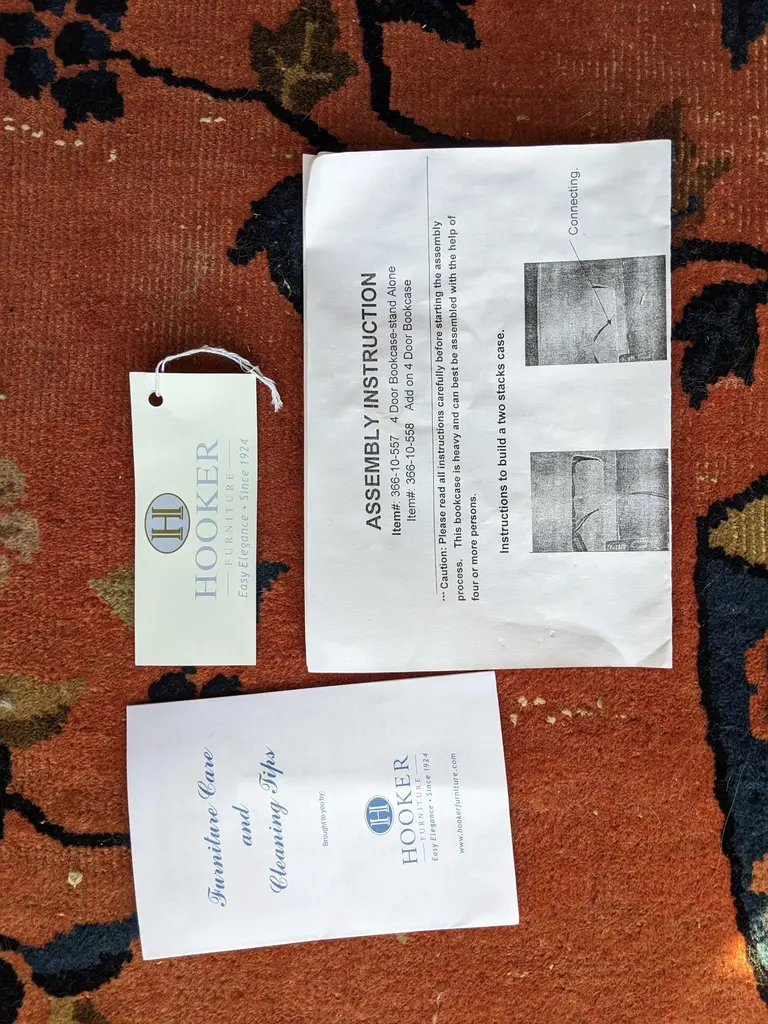 HOOKER
FURNITURE
Easy Elegance • Since 1924
ASSEMBLY INSTRUCTION
Item#: 366-10-557 4 Door Bookcase-stand Alone
Item#: 366-10-558 Add on 4 Door Bookcase
*** Caution: Please read all instructions carefully before starting the assembly
process. This bookcase is heavy and can best be assembled with the help of
four or more persons.
Instructions to build a two stacks case.
Connecting.
Furniture Care
and
Cleaning Tips
Brought to you by:
HOOKER
FURNITURE
Easy Elegance • Since 1924
www.hookerfurniture.com